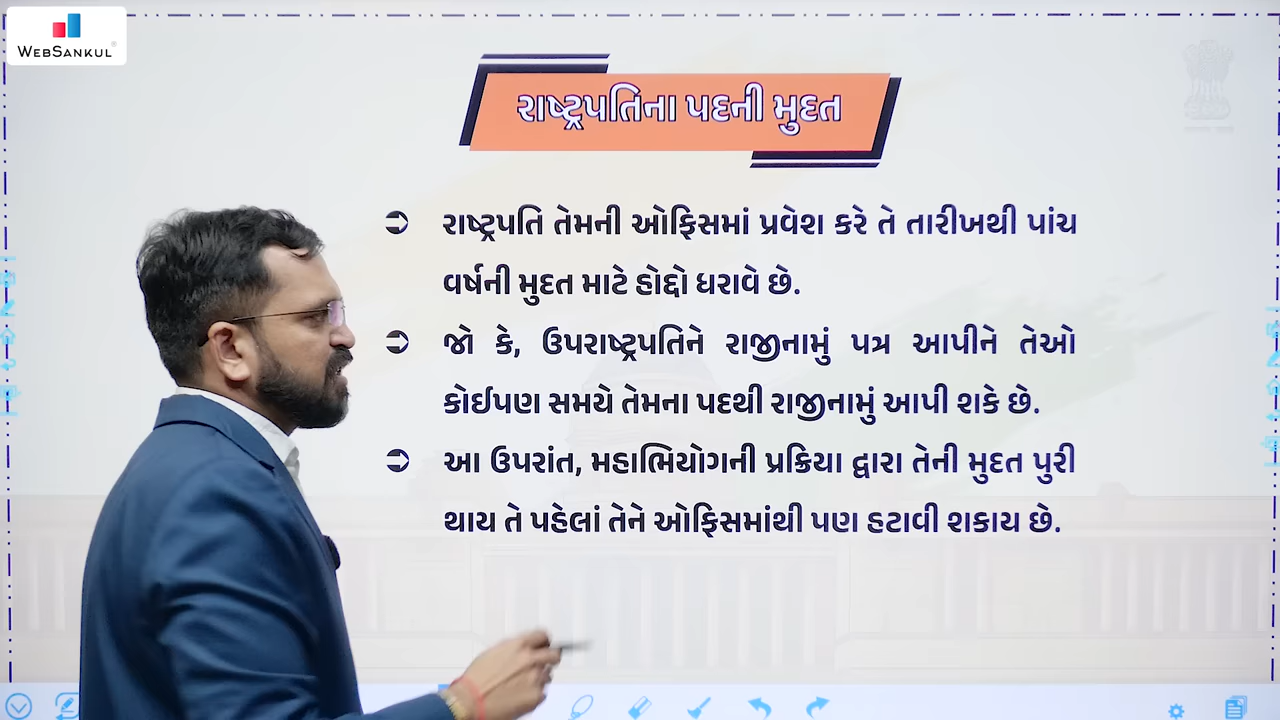 WEBSANKUL
રાષ્ટ્રપતિના પદની મુદત
રાષ્ટ્રપતિ તેમની ઓફિસમાં પ્રવેશ કરે તે તારીખથી પાંચ
વર્ષની મુદત માટે હોદ્દો ધરાવે છે.
જો કે, ઉપરાષ્ટ્રપતિને રાજીનામું પત્ર આપીને તેઓ
કોઈપણ સમયે તેમના પદથી રાજીનામું આપી શકે છે.
આ ઉપરાંત, મહાભિયોગની પ્રક્રિયા દ્વારા તેની મુદત પુરી
થાય તે પહેલાં તેને ઓફિસમાંથી પણ હટાવી શકાય છે.